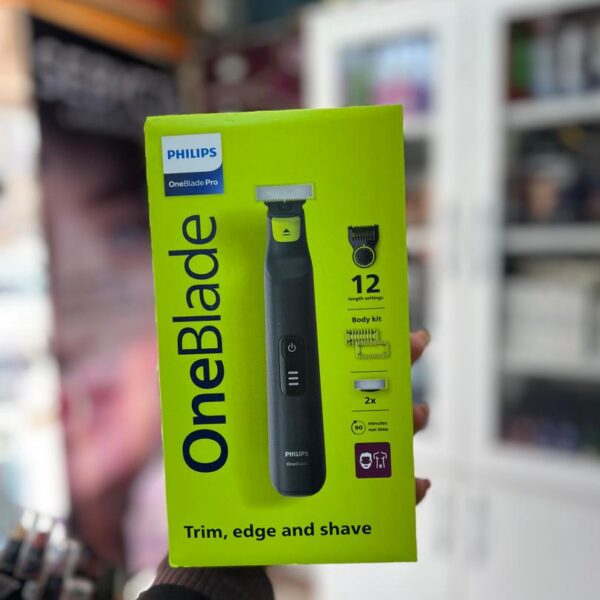 PHILIPS
OneBlade Pro
OneBlade
12
length settings
Body kit
2x
90
minutes
run time
PHILIPS
OneBlade
Trim, edge and shave